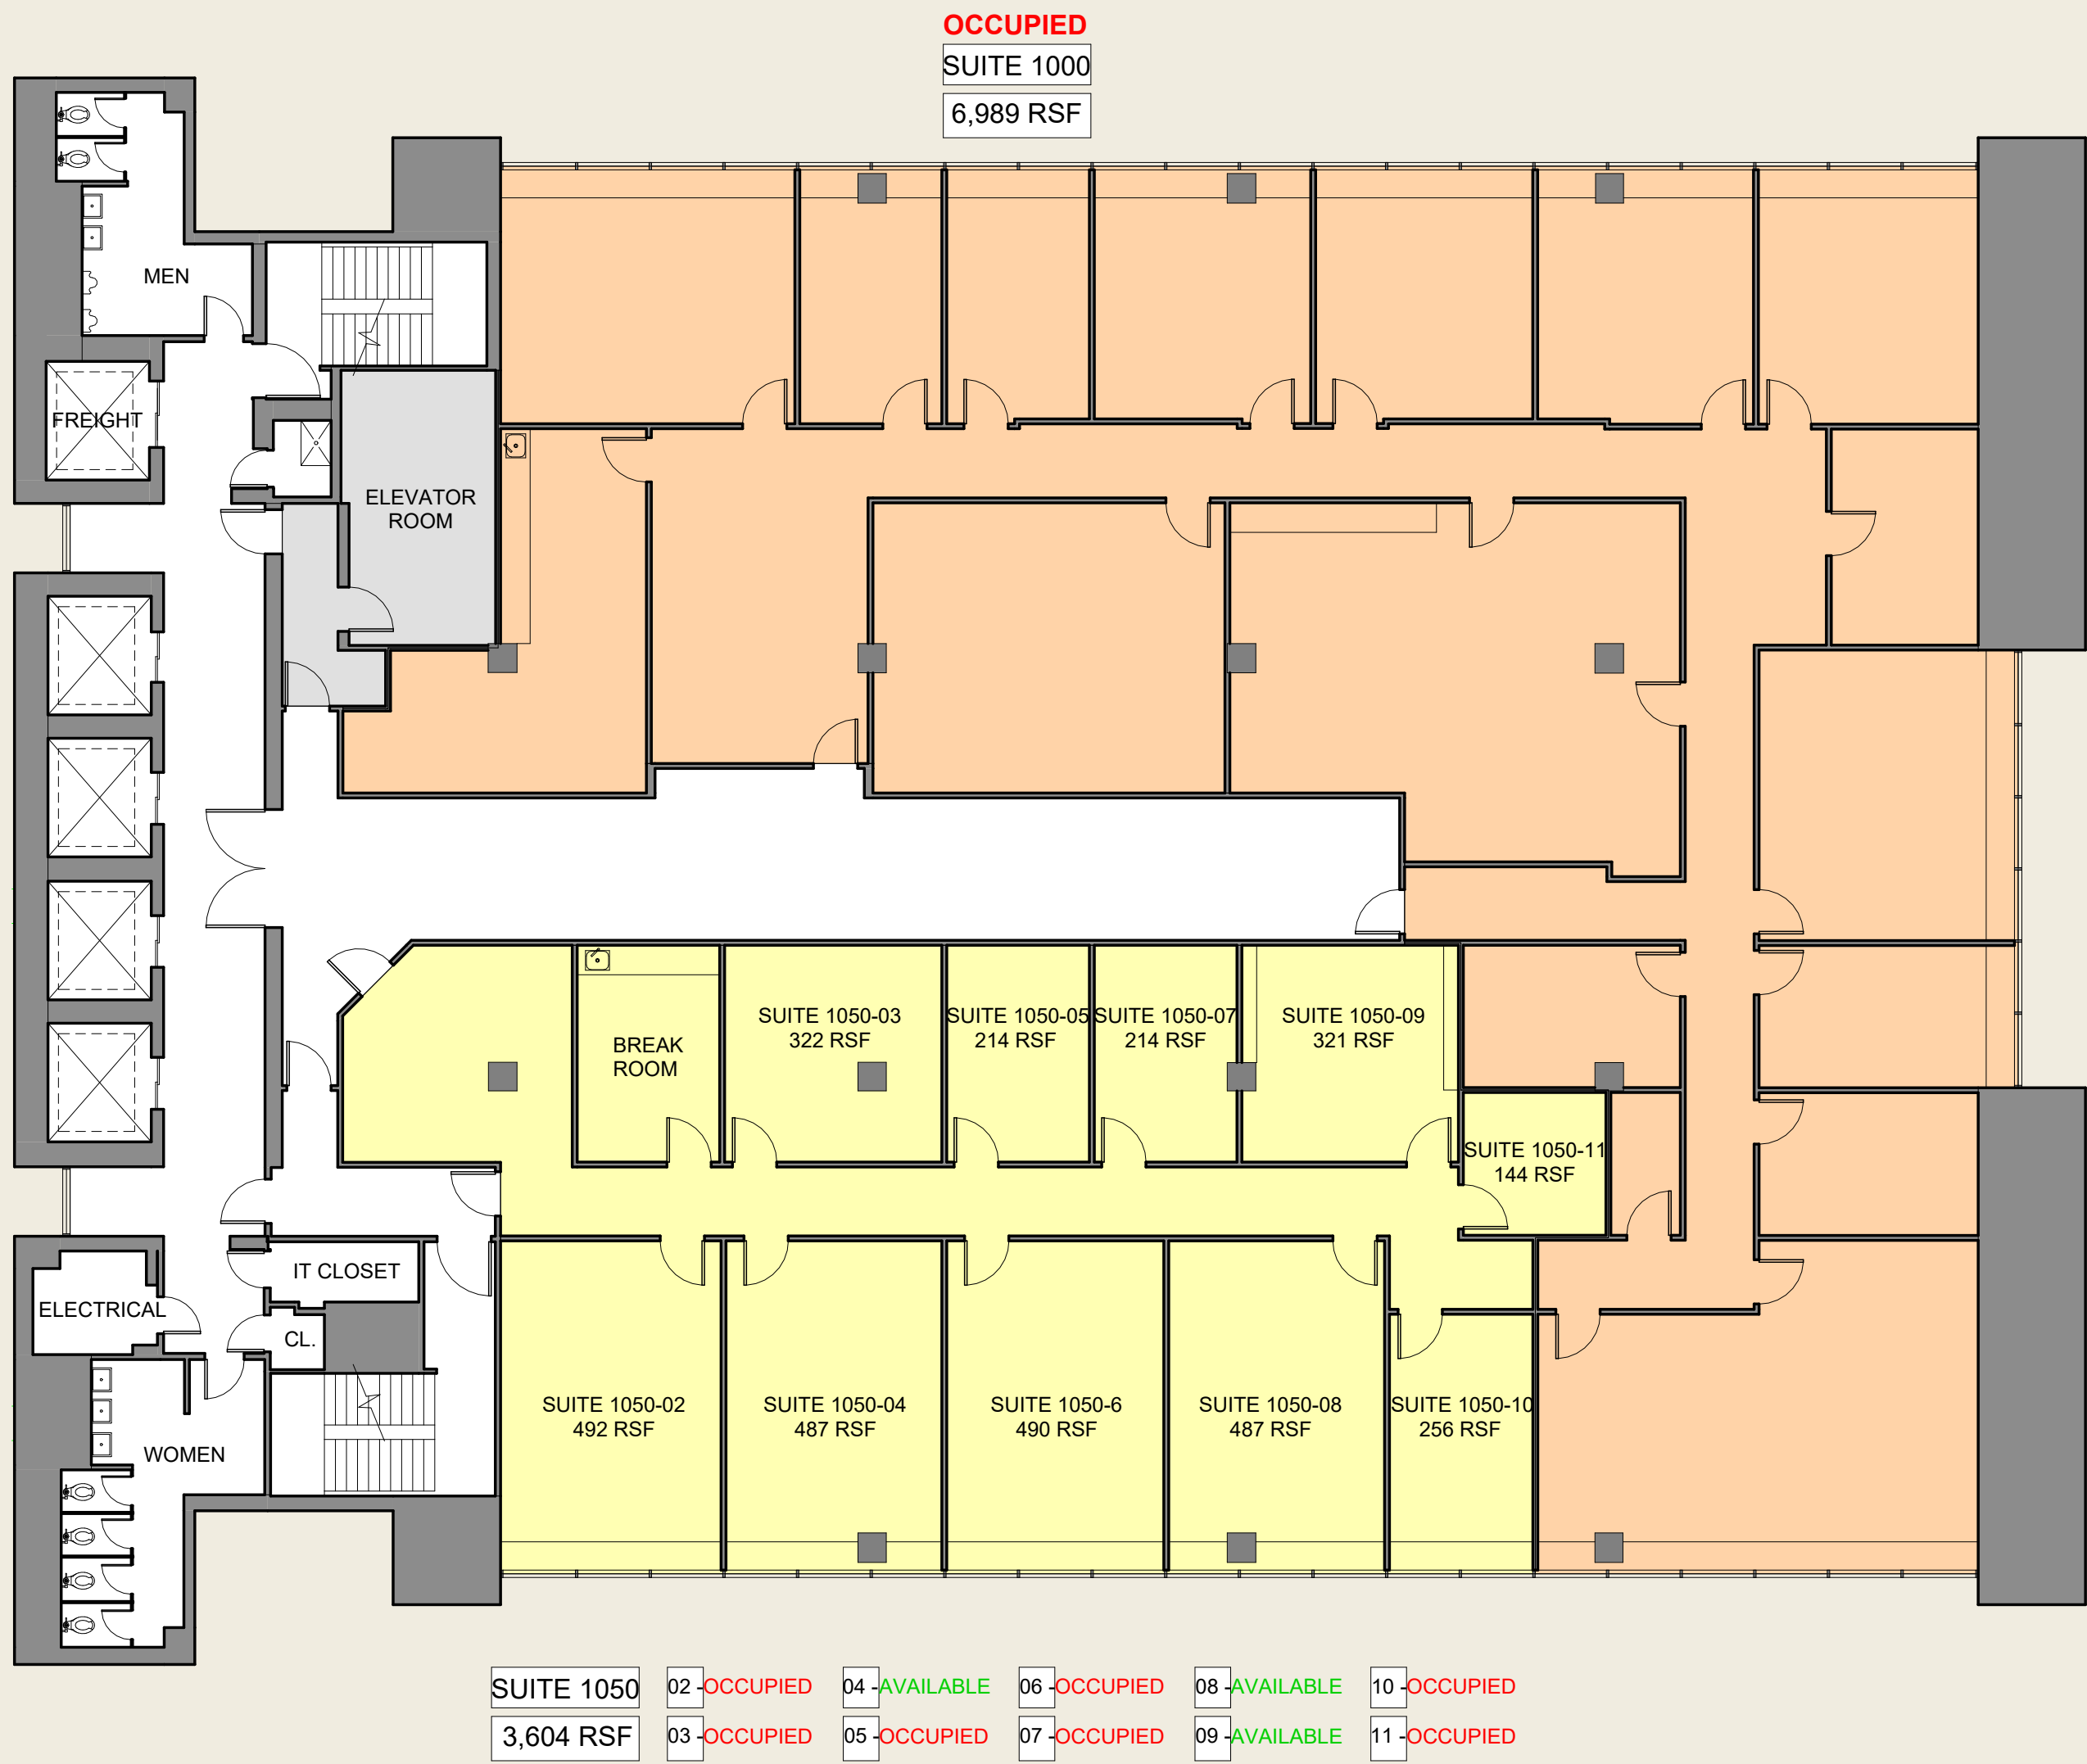 OCCUPIED
SUITE 1000
6,989 RSF
MEN
FREIGHT
ELEVATOR
ROOM
SUITE 1050-03
322 RSF
SUITE 1050-05
214 RSF
SUITE 1050-07
214 RSF
SUITE 1050-09
321 RSF
BREAK
ROOM
SUITE 1050-11
144 RSF
IT CLOSET
ELECTRICAL
CL.
SUITE 1050-02
492 RSF
SUITE 1050-04
487 RSF
SUITE 1050-6
490 RSF
SUITE 1050-08
487 RSF
SUITE 1050-10
256 RSF
WOMEN
SUITE 1050
3,604 RSF
02 -OCCUPIED
04 -AVAILABLE
06 -OCCUPIED
08 -AVAILABLE
10 -OCCUPIED
03 -OCCUPIED
05 -OCCUPIED
07 -OCCUPIED
09 -AVAILABLE
11 -OCCUPIED